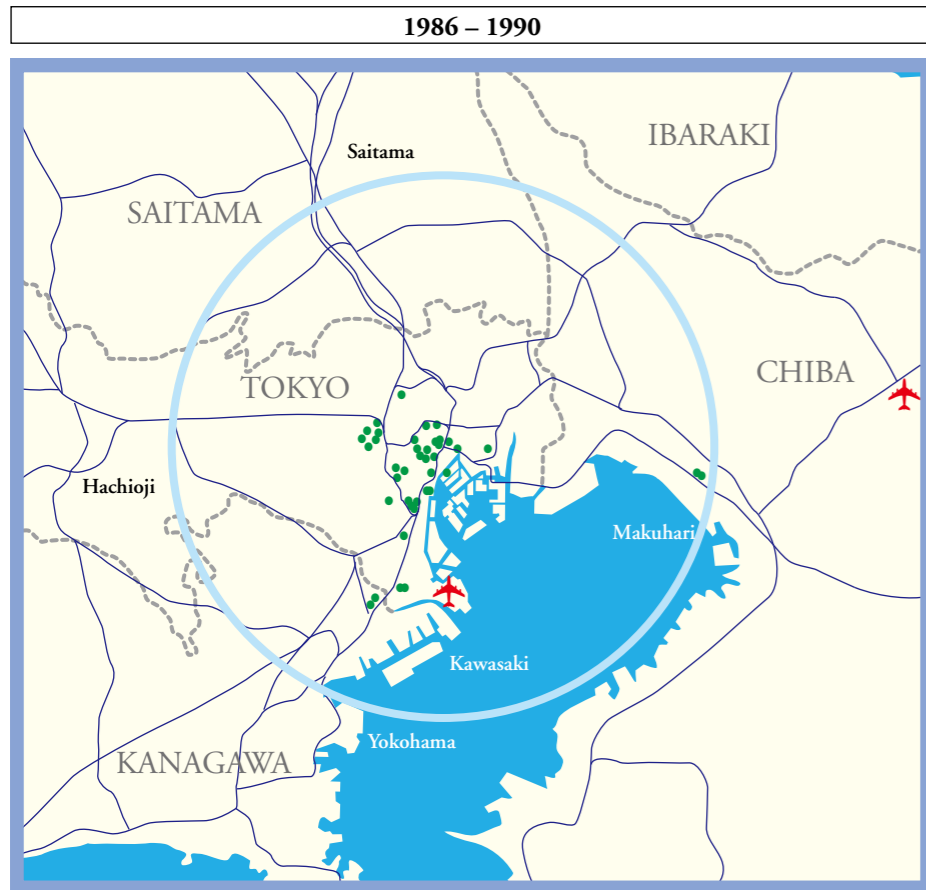 1986 – 1990
IBARAKI
Saitama
SAITAMA
CHIBA
TOKYO
Hachioji
Makuhari
Kawasaki
Yokohama
KANAGAWA